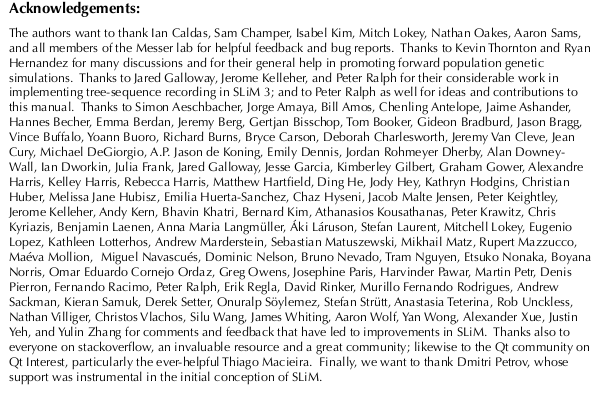 Acknowledgements:
The authors want to thank Ian Caldas, Sam Champer, Isabel Kim, Mitch Lokey, Nathan Oakes, Aaron Sams,
and all members of the Messer lab for helpful feedback and bug reports.  Thanks to Kevin Thornton and Ryan
Hernandez for many discussions and for their general help in promoting forward population genetic
simulations.  Thanks to Jared Galloway, Jerome Kelleher, and Peter Ralph for their considerable work in
implementing tree-sequence recording in SLiM 3; and to Peter Ralph as well for ideas and contributions to
this manual.  Thanks to Simon Aeschbacher, Jorge Amaya, Bill Amos, Chenling Antelope, Jaime Ashander,
Hannes Becher, Emma Berdan, Jeremy Berg, Gertjan Bisschop, Tom Booker, Gideon Bradburd, Jason Bragg,
Vince Buffalo, Yoann Buoro, Richard Burns, Bryce Carson, Deborah Charlesworth, Jeremy Van Cleve, Jean
Cury, Michael DeGiorgio, A.P. Jason de Koning, Emily Dennis, Jordan Rohmeyer Dherby, Alan Downey-
Wall, Ian Dworkin, Julia Frank, Jared Galloway, Jesse Garcia, Kimberley Gilbert, Graham Gower, Alexandre
Harris, Kelley Harris, Rebecca Harris, Matthew Hartfield, Ding He, Jody Hey, Kathryn Hodgins, Christian
Huber, Melissa Jane Hubisz, Emilia Huerta-Sanchez, Chaz Hyseni, Jacob Malte Jensen, Peter Keightley,
Jerome Kelleher, Andy Kern, Bhavin Khatri, Bernard Kim, Athanasios Kousathanas, Peter Krawitz, Chris
Kyriazis, Benjamin Laenen, Anna Maria Langmüller, Áki Láruson, Stefan Laurent, Mitchell Lokey, Eugenio
Lopez, Kathleen Lotterhos, Andrew Marderstein, Sebastian Matuszewski, Mikhail Matz, Rupert Mazzucco,
Maéva Mollion,  Miguel Navascués, Dominic Nelson, Bruno Nevado, Tram Nguyen, Etsuko Nonaka, Boyana
Norris, Omar Eduardo Cornejo Ordaz, Greg Owens, Josephine Paris, Harvinder Pawar, Martin Petr, Denis
Pierron, Fernando Racimo, Peter Ralph, Erik Regla, David Rinker, Murillo Fernando Rodrigues, Andrew
Sackman, Kieran Samuk, Derek Setter, Onuralp Söylemez, Stefan Strütt, Anastasia Teterina, Rob Unckless,
Nathan Villiger, Christos Vlachos, Silu Wang, James Whiting, Aaron Wolf, Yan Wong, Alexander Xue, Justin
Yeh, and Yulin Zhang for comments and feedback that have led to improvements in SLiM.  Thanks also to
everyone on stackoverflow, an invaluable resource and a great community; likewise to the Qt community on
Qt Interest, particularly the ever-helpful Thiago Macieira.  Finally, we want to thank Dmitri Petrov, whose
support was instrumental in the initial conception of SLiM.